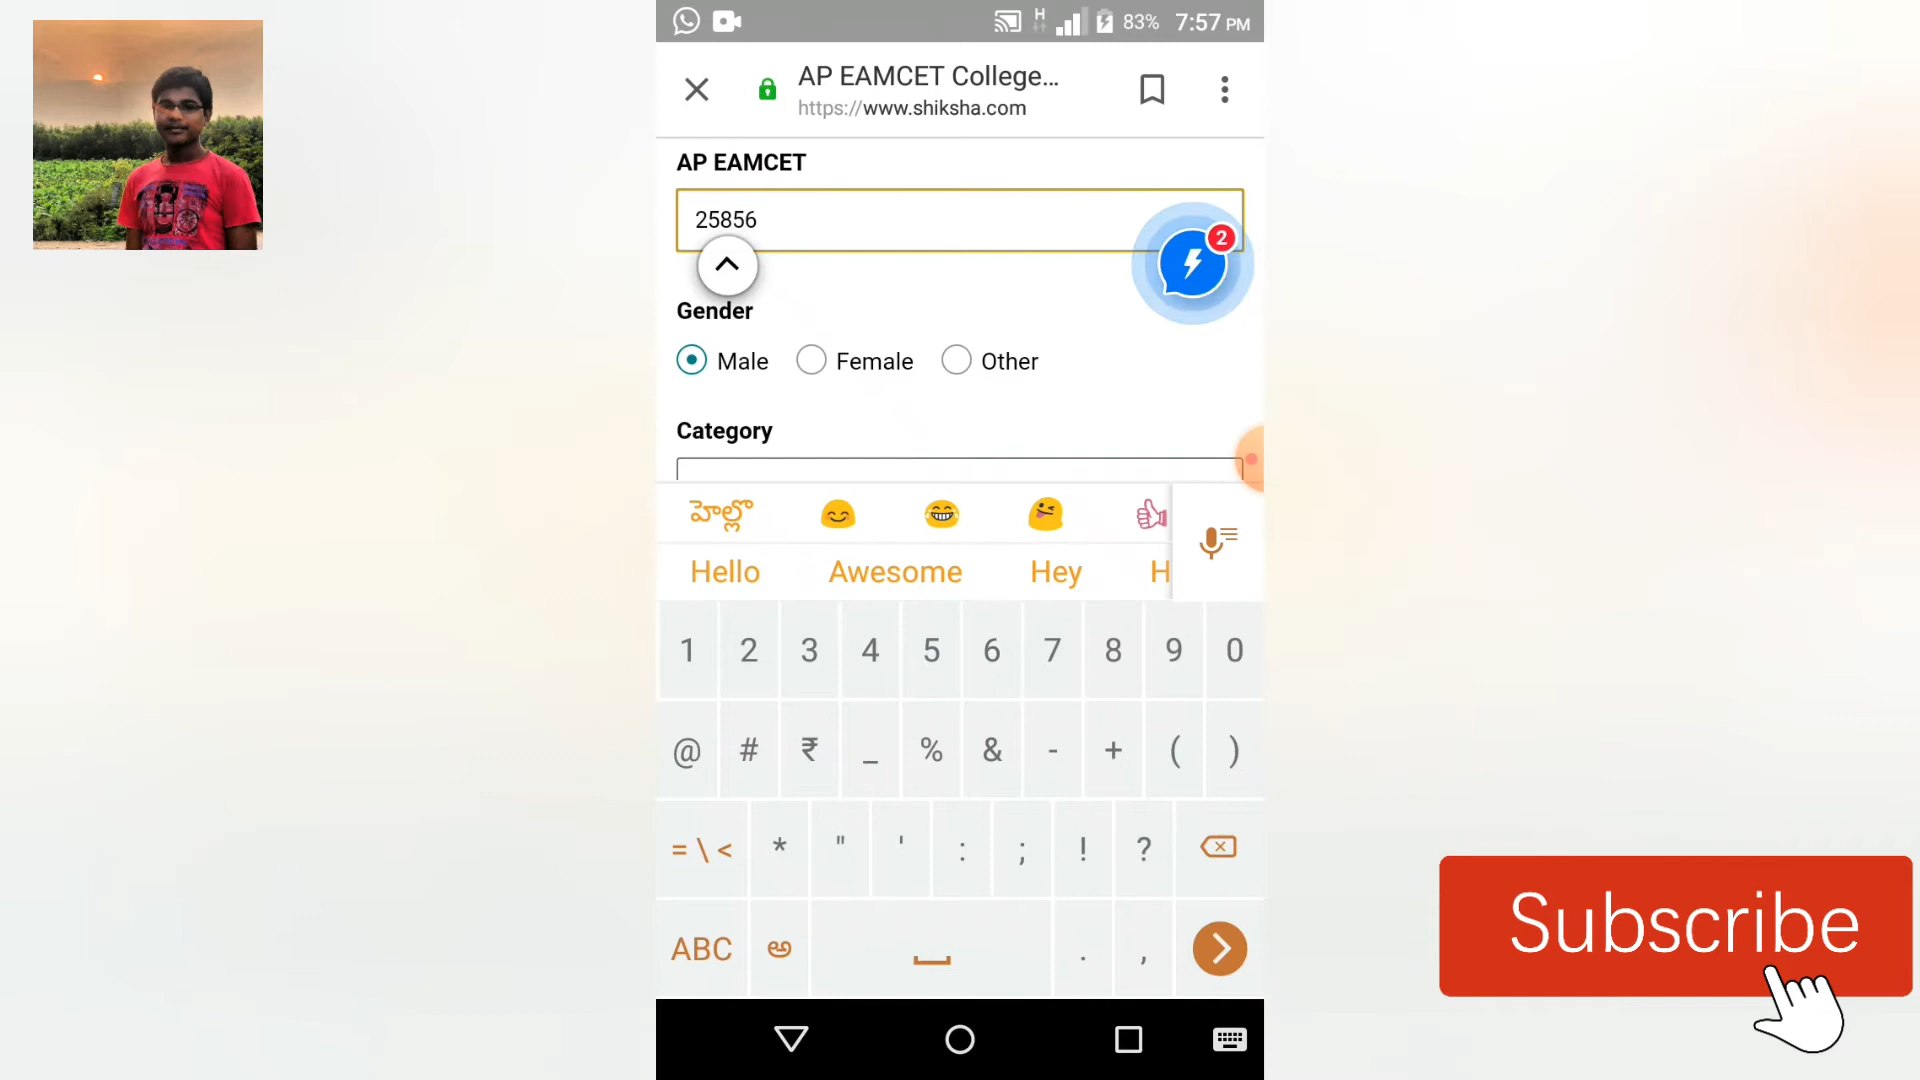 H 83% 7:57 PM
AP EAMCET College...
https://www.shiksha.com
AP EAMCET
25856
2
Gender
Male Female Other
Category
హెల్లొ
Hello Awesome Hey H
1 2 3 4 5 6 7 8 9 0
@ # ₹ _ % & - + ( )
= \ < * " ' : ; ! ?
ABC అ . ,
Subscribe